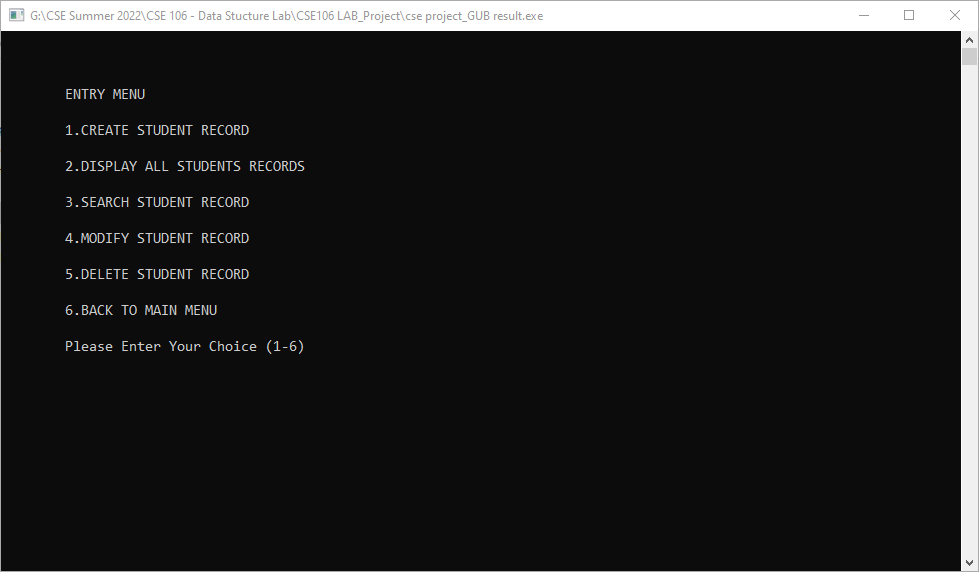 G:\CSE Summer 2022\CSE 106 - Data Stucture Lab\CSE106 LAB_Project\cse project_GUB result.exe
ENTRY MENU
1.CREATE STUDENT RECORD
2.DISPLAY ALL STUDENTS RECORDS
3.SEARCH STUDENT RECORD
4.MODIFY STUDENT RECORD
5.DELETE STUDENT RECORD
6.BACK TO MAIN MENU
Please Enter Your Choice (1-6)